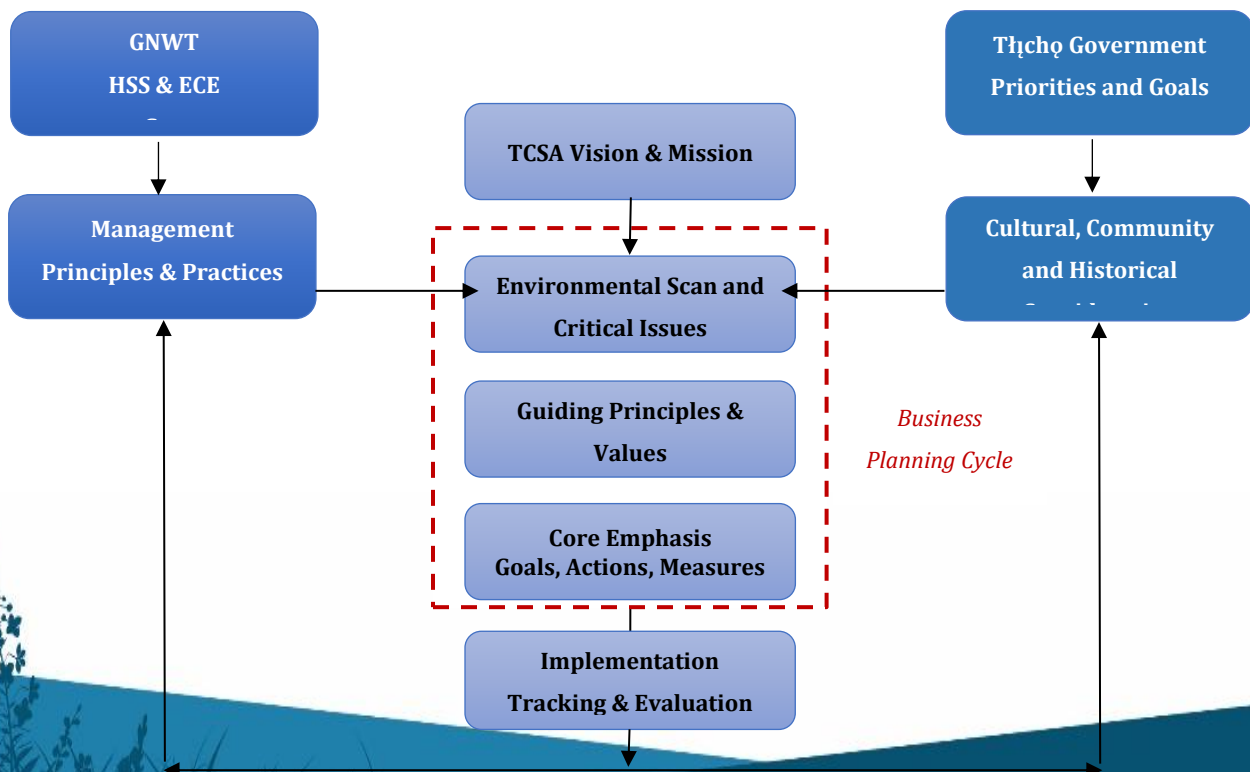 GNWT
HSS & ECE
Tłı̨chǫ Government
Priorities and Goals
TCSA Vision & Mission
Management
Principles & Practices
Cultural, Community
and Historical
Environmental Scan and
Critical Issues
Guiding Principles &
Values
Business
Planning Cycle
Core Emphasis
Goals, Actions, Measures
Implementation
Tracking & Evaluation